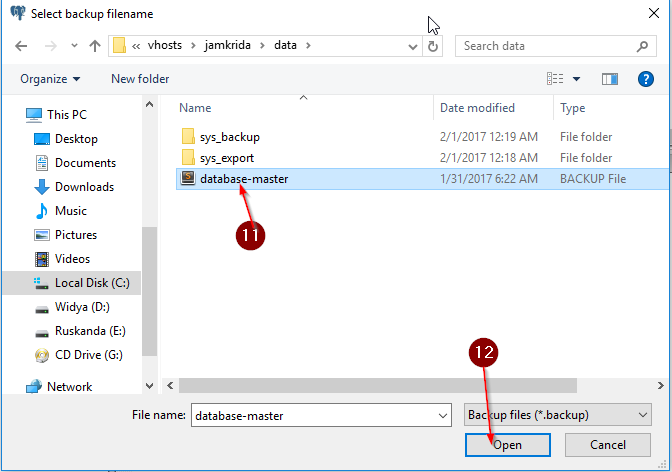 Select backup filename
« vhosts › jamkrida › data ›
Search data
Organize
New folder
This PC
Desktop
Documents
Downloads
Music
Pictures
Videos
Local Disk (C:)
Widya (D:)
Ruskanda (E:)
CD Drive (G:)
Network
Name Date modified Type
sys_backup 2/1/2017 12:19 AM File folder
sys_export 2/1/2017 12:18 AM File folder
database-master 1/31/2017 6:22 AM BACKUP File
11
12
File name: database-master Backup files (*.backup)
Open Cancel